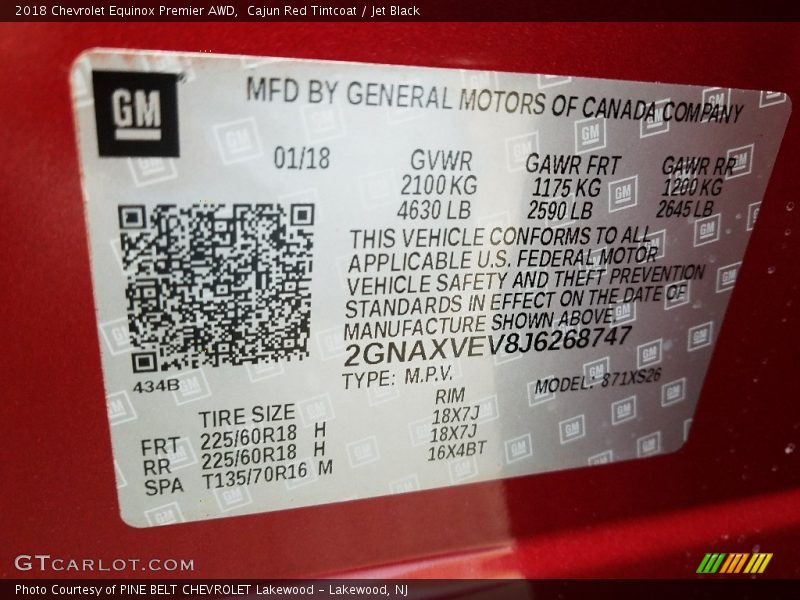 2018 Chevrolet Equinox Premier AWD, Cajun Red Tintcoat / Jet Black
GM
MFD BY GENERAL MOTORS OF CANADA COMPANY
01/18 GVWR GAWR FRT GAWR RR
2100 KG 1175 KG 1200 KG
4630 LB 2590 LB 2645 LB
THIS VEHICLE CONFORMS TO ALL
APPLICABLE U.S. FEDERAL MOTOR
VEHICLE SAFETY AND THEFT PREVENTION
STANDARDS IN EFFECT ON THE DATE OF
MANUFACTURE SHOWN ABOVE.
2GNAXVEV8J6268747
434B
TYPE: M.P.V. MODEL: 871XS26
TIRE SIZE RIM
FRT 225/60R18 H 18X7J
RR 225/60R18 H 18X7J
SPA T135/70R16 M 16X4BT
GTCARLOT.COM
Photo Courtesy of PINE BELT CHEVROLET Lakewood - Lakewood, NJ